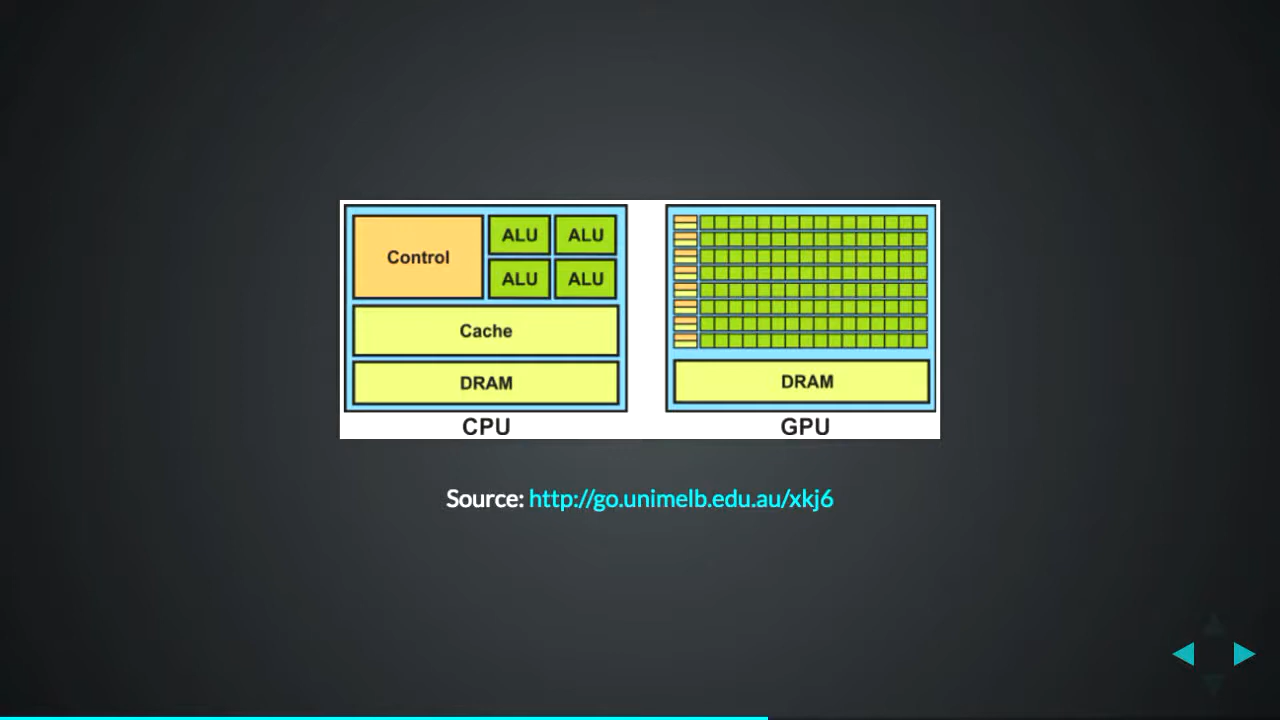 Control
ALU ALU
ALU ALU
Cache
DRAM
CPU
DRAM
GPU
Source: http://go.unimelb.edu.au/xkj6